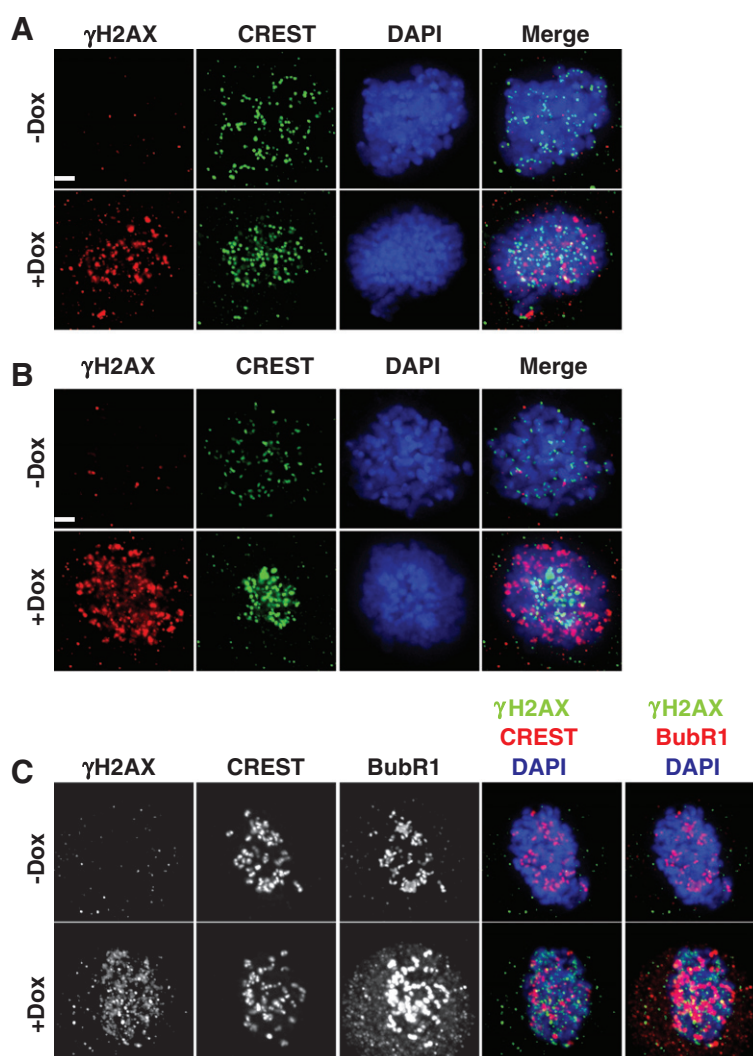 A
γH2AX CREST DAPI Merge
-Dox
+Dox
B
γH2AX CREST DAPI Merge
-Dox
+Dox
γH2AX γH2AX
CREST BubR1
C γH2AX CREST BubR1 DAPI DAPI
-Dox
+Dox